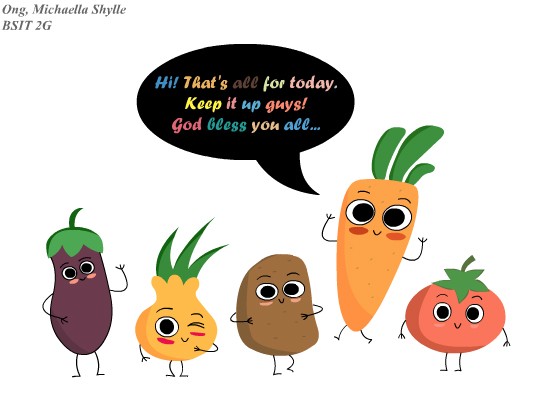 Ong, Michaella Shylle
BSIT 2G
Hi! That's all for today.
Keep it up guys!
God bless you all...